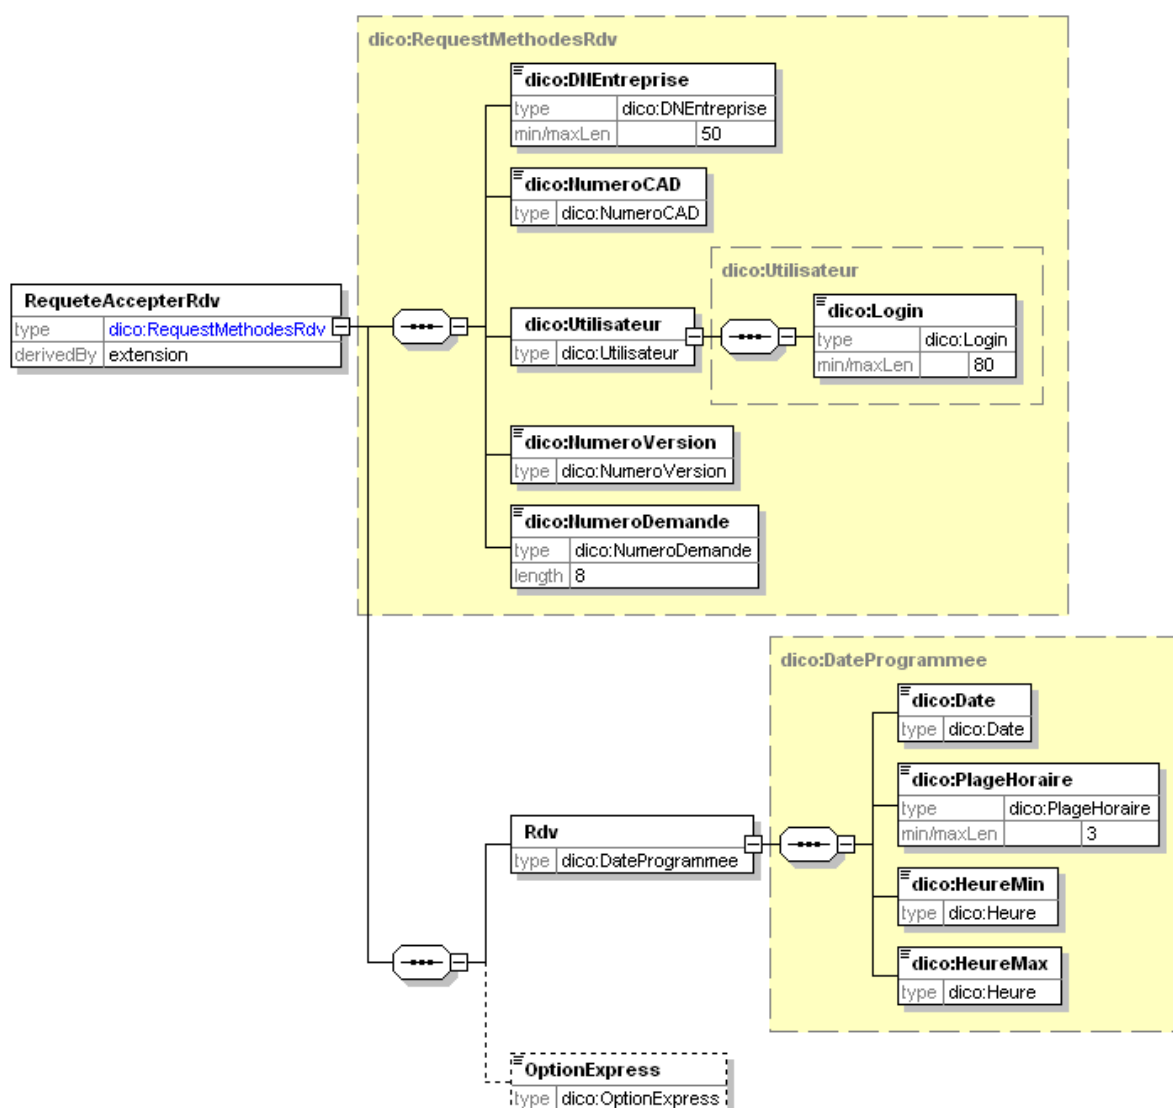 dico:RequestMethodesRdv
dico:DNEntreprise
type dico:DNEntreprise
min/maxLen 50
dico:NumeroCAD
type dico:NumeroCAD
dico:Utilisateur
RequeteAccepterRdv
type dico:RequestMethodesRdv
derivedBy extension
dico:Utilisateur
type dico:Utilisateur
dico:Login
type dico:Login
min/maxLen 80
dico:NumeroVersion
type dico:NumeroVersion
dico:NumeroDemande
type dico:NumeroDemande
length 8
dico:DateProgrammee
dico:Date
type dico:Date
dico:PlageHoraire
type dico:PlageHoraire
min/maxLen 3
Rdv
type dico:DateProgrammee
dico:HeureMin
type dico:Heure
dico:HeureMax
type dico:Heure
OptionExpress
type dico:OptionExpress